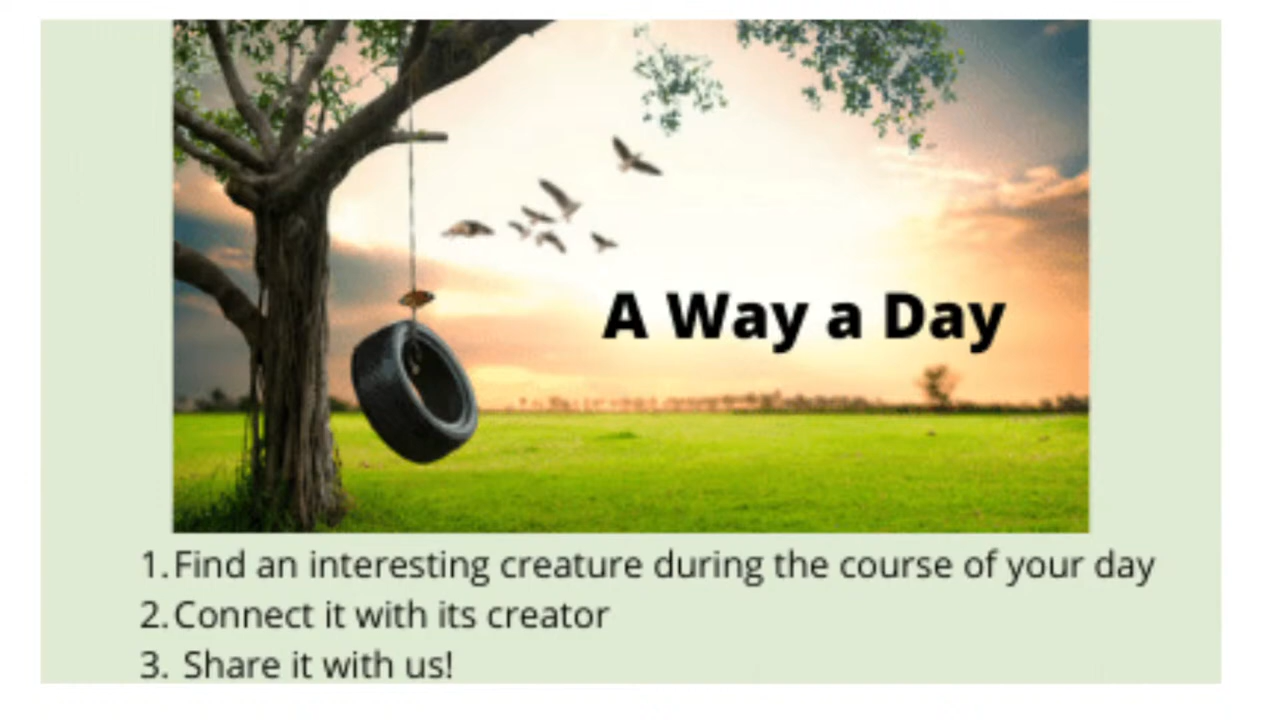 A Way a Day
1. Find an interesting creature during the course of your day
2. Connect it with its creator
3. Share it with us!